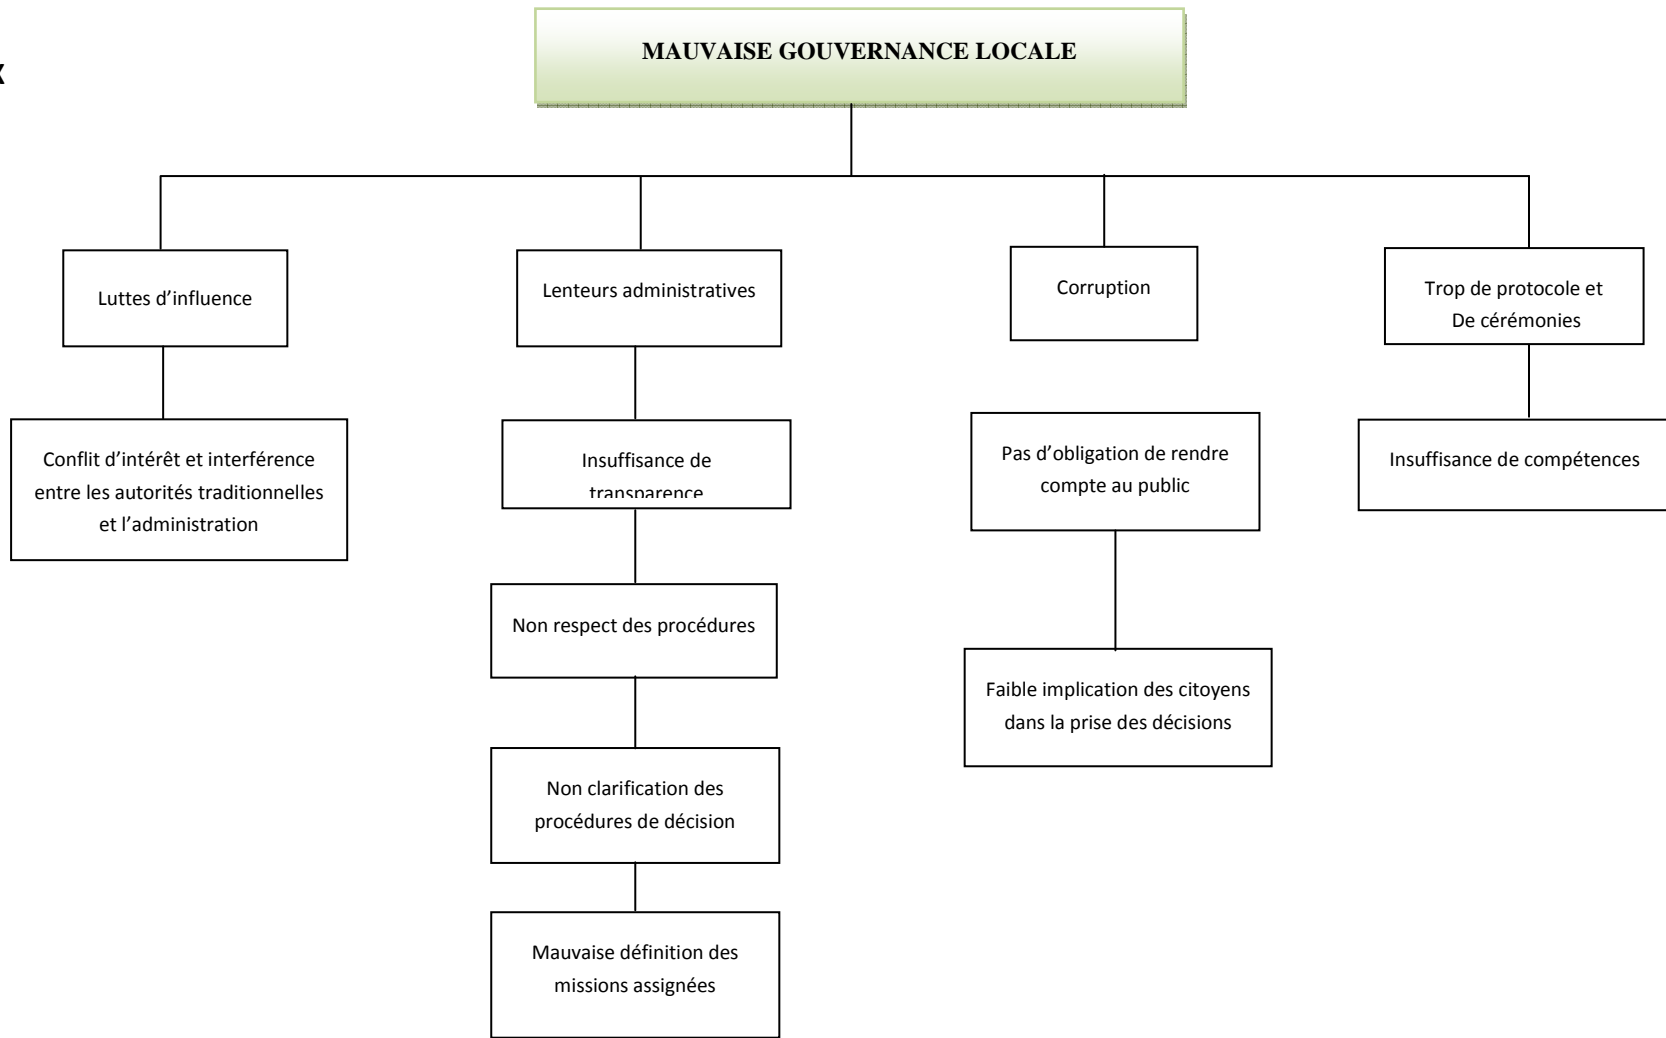 MAUVAISE GOUVERNANCE LOCALE
x
Luttes d’influence
Lenteurs administratives
Corruption
Trop de protocole et
De cérémonies
Conflit d’intérêt et interférence
entre les autorités traditionnelles
et l’administration
Insuffisance de
transparence
Pas d’obligation de rendre
compte au public
Insuffisance de compétences
Non respect des procédures
Faible implication des citoyens
dans la prise des décisions
Non clarification des
procédures de décision
Mauvaise définition des
missions assignées